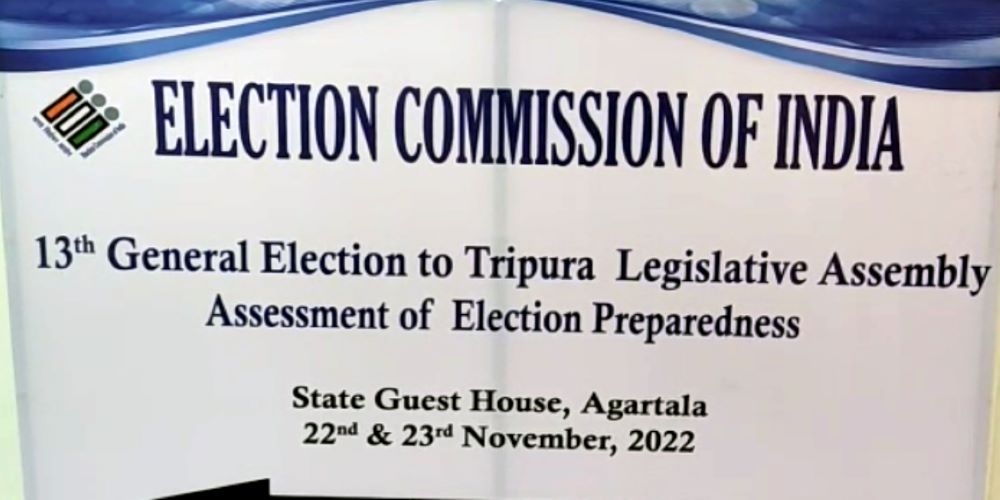 ELECTION COMMISSION OF INDIA
13th General Election to Tripura Legislative Assembly
Assessment of Election Preparedness
State Guest House, Agartala
22nd & 23rd November, 2022